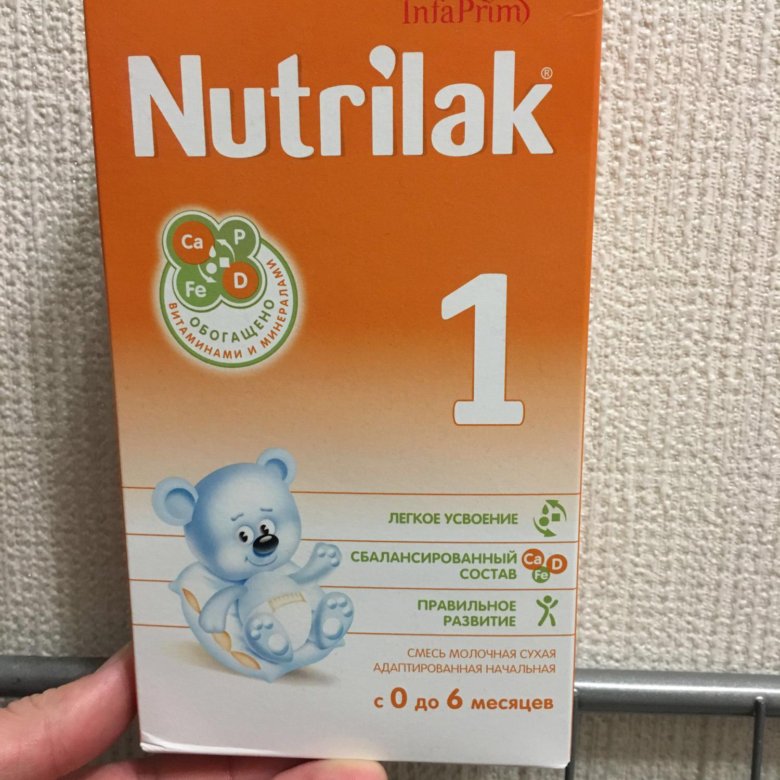 InfaPrim
Nutrilak®
Ca P
Fe D
ОБОГАЩЕНО
ВИТАМИНАМИ И МИНЕРАЛАМИ
1
ЛЕГКОЕ УСВОЕНИЕ
СБАЛАНСИРОВАННЫЙ
СОСТАВ
Ca D
Fe
ПРАВИЛЬНОЕ
РАЗВИТИЕ
СМЕСЬ МОЛОЧНАЯ СУХАЯ
АДАПТИРОВАННАЯ НАЧАЛЬНАЯ
с 0 до 6 месяцев